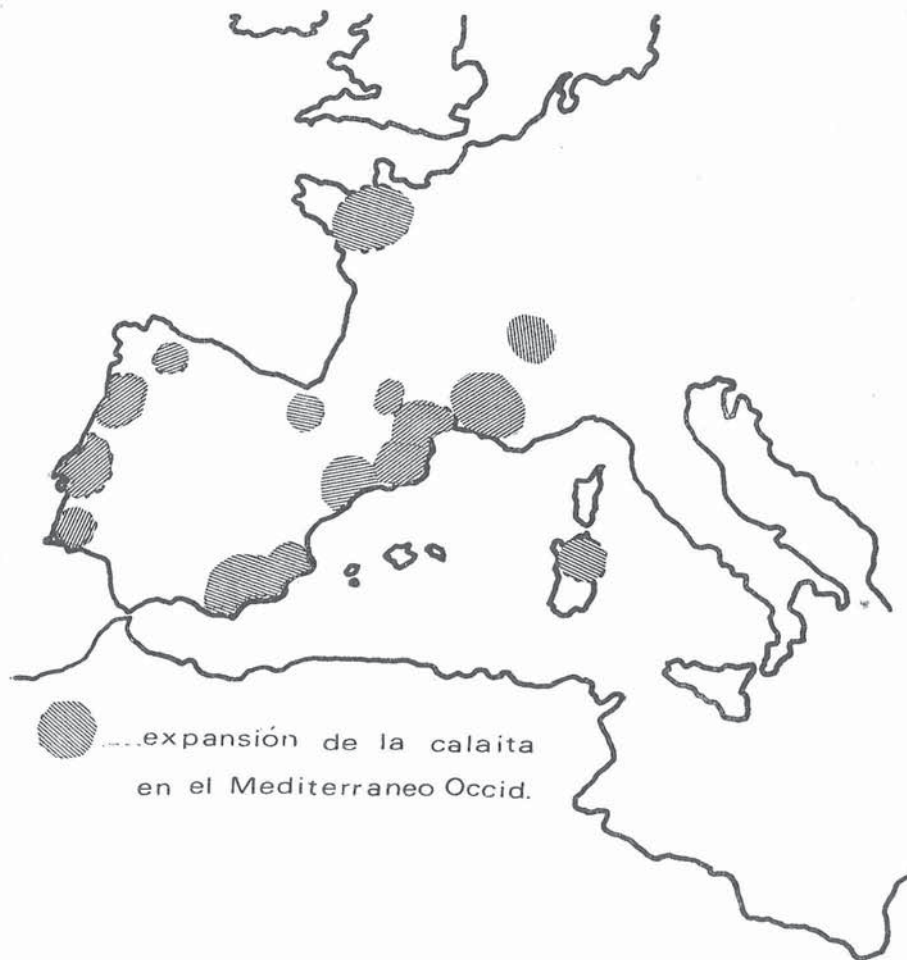 ....expansión de la calaita
en el Mediterraneo Occid.